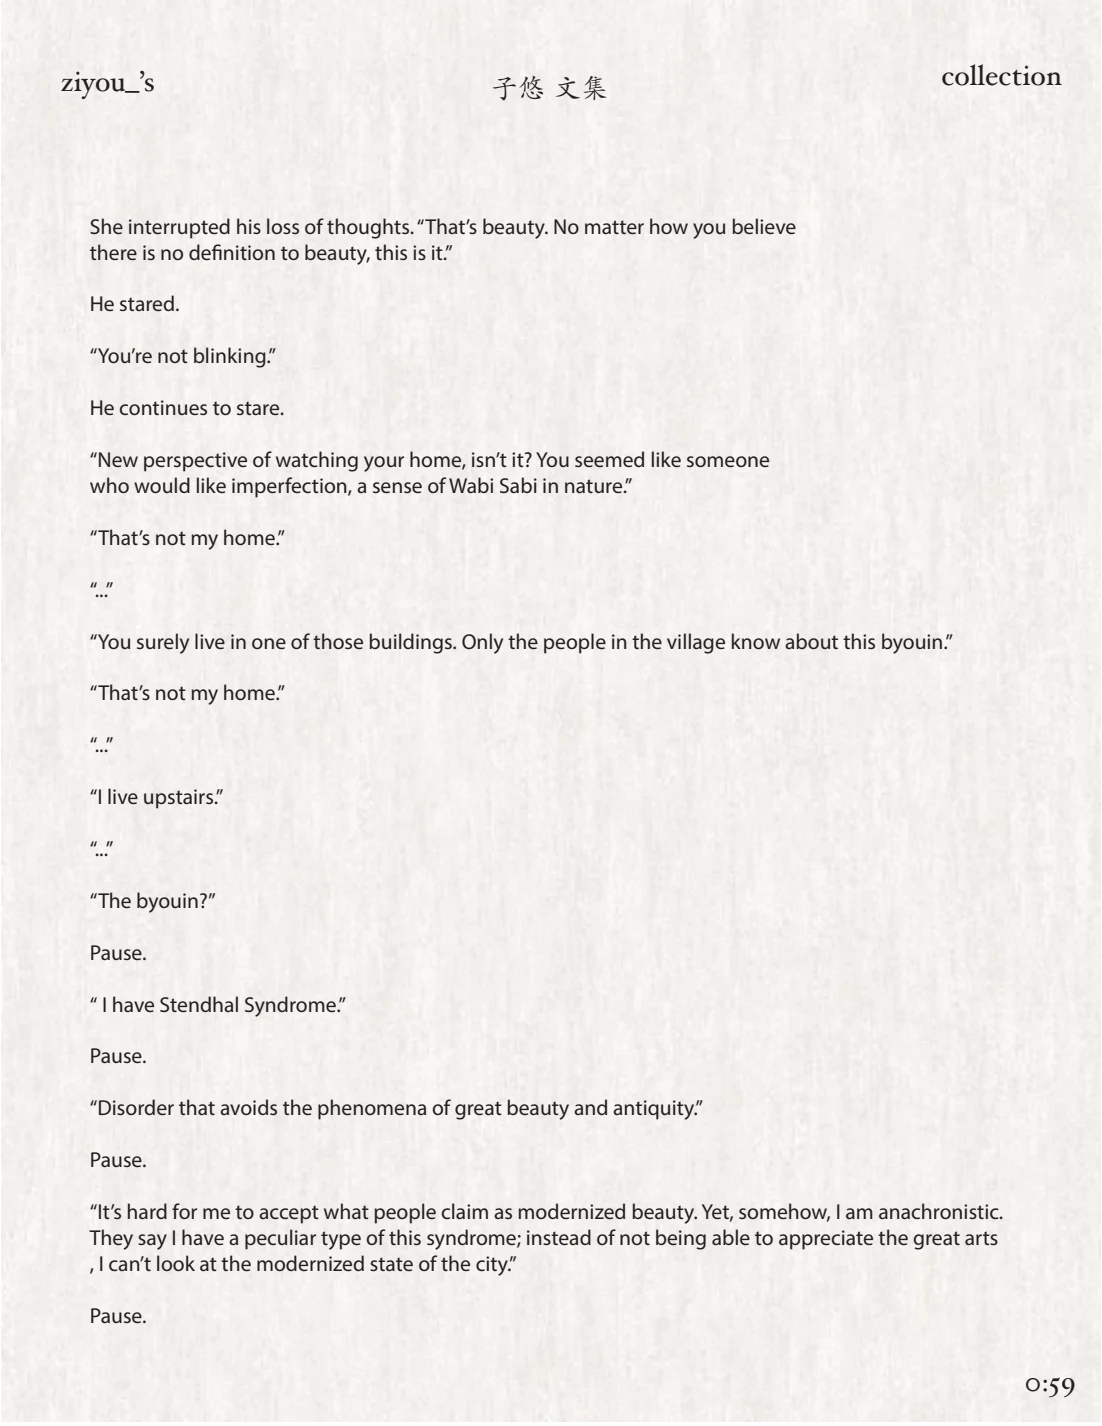 ziyou_’s
子悠 文集
collection
She interrupted his loss of thoughts. “That’s beauty. No matter how you believe
there is no definition to beauty, this is it.”
He stared.
“You’re not blinking.”
He continues to stare.
“New perspective of watching your home, isn’t it? You seemed like someone
who would like imperfection, a sense of Wabi Sabi in nature.”
“That’s not my home.”
“...”
“You surely live in one of those buildings. Only the people in the village know about this byouin.”
“That’s not my home.”
“...”
“I live upstairs.”
“...”
“The byouin?”
Pause.
“ I have Stendhal Syndrome.”
Pause.
“Disorder that avoids the phenomena of great beauty and antiquity.”
Pause.
“It’s hard for me to accept what people claim as modernized beauty. Yet, somehow, I am anachronistic.
They say I have a peculiar type of this syndrome; instead of not being able to appreciate the great arts
, I can’t look at the modernized state of the city.”
Pause.
0:59